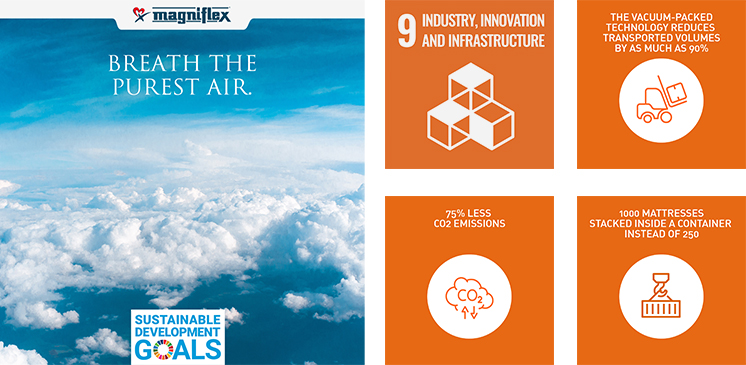 magniflex
BREATH THE
PUREST AIR.
SUSTAINABLE
DEVELOPMENT
GOALS
9 INDUSTRY, INNOVATION
AND INFRASTRUCTURE
THE VACUUM-PACKED
TECHNOLOGY REDUCES
TRANSPORTED VOLUMES
BY AS MUCH AS 90%
75% LESS
CO2 EMISSIONS
CO2
1000 MATTRESSES
STACKED INSIDE A CONTAINER
INSTEAD OF 250